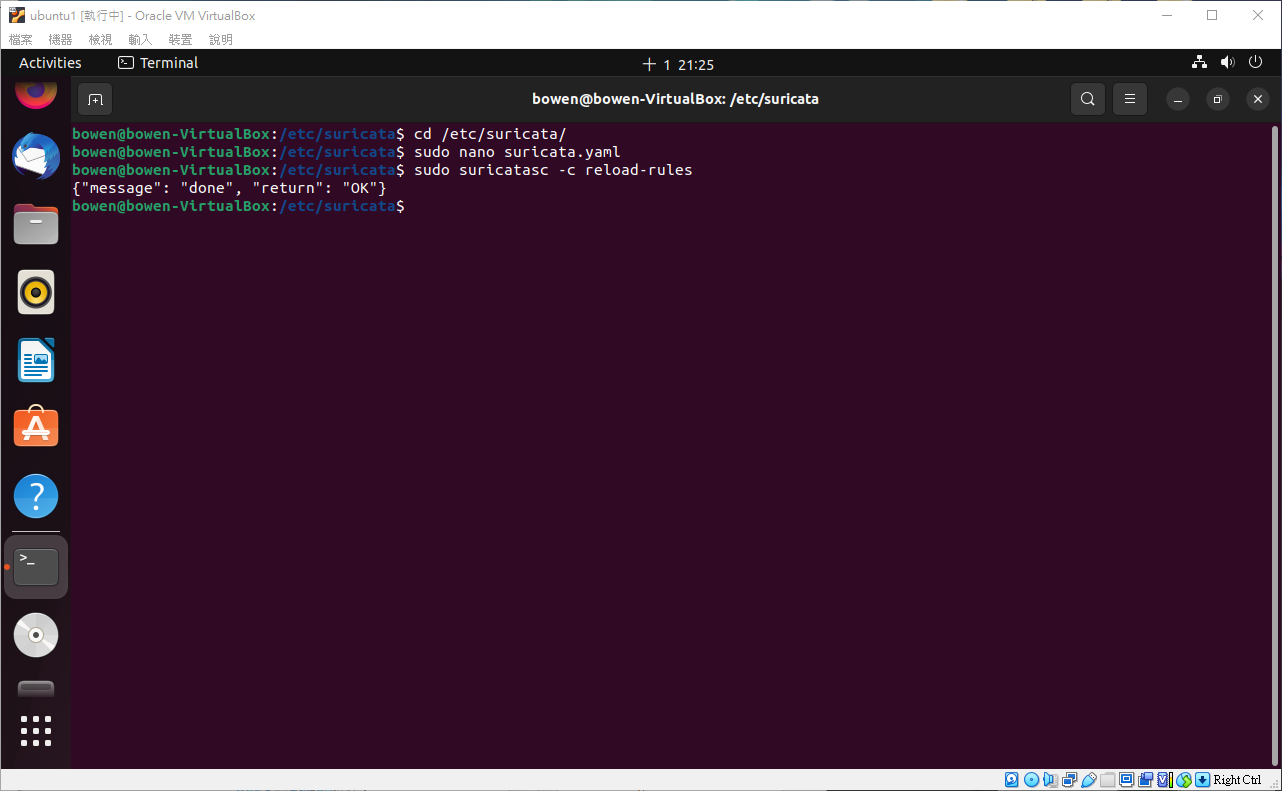 ubuntu1 [執行中] - Oracle VM VirtualBox
檔案 機器 檢視 輸入 裝置 說明
Activities Terminal 1 21:25
bowen@bowen-VirtualBox: /etc/suricata
bowen@bowen-VirtualBox:/etc/suricata$ cd /etc/suricata/
bowen@bowen-VirtualBox:/etc/suricata$ sudo nano suricata.yaml
bowen@bowen-VirtualBox:/etc/suricata$ sudo suricatasc -c reload-rules
{"message": "done", "return": "OK"}
bowen@bowen-VirtualBox:/etc/suricata$
Right Ctrl